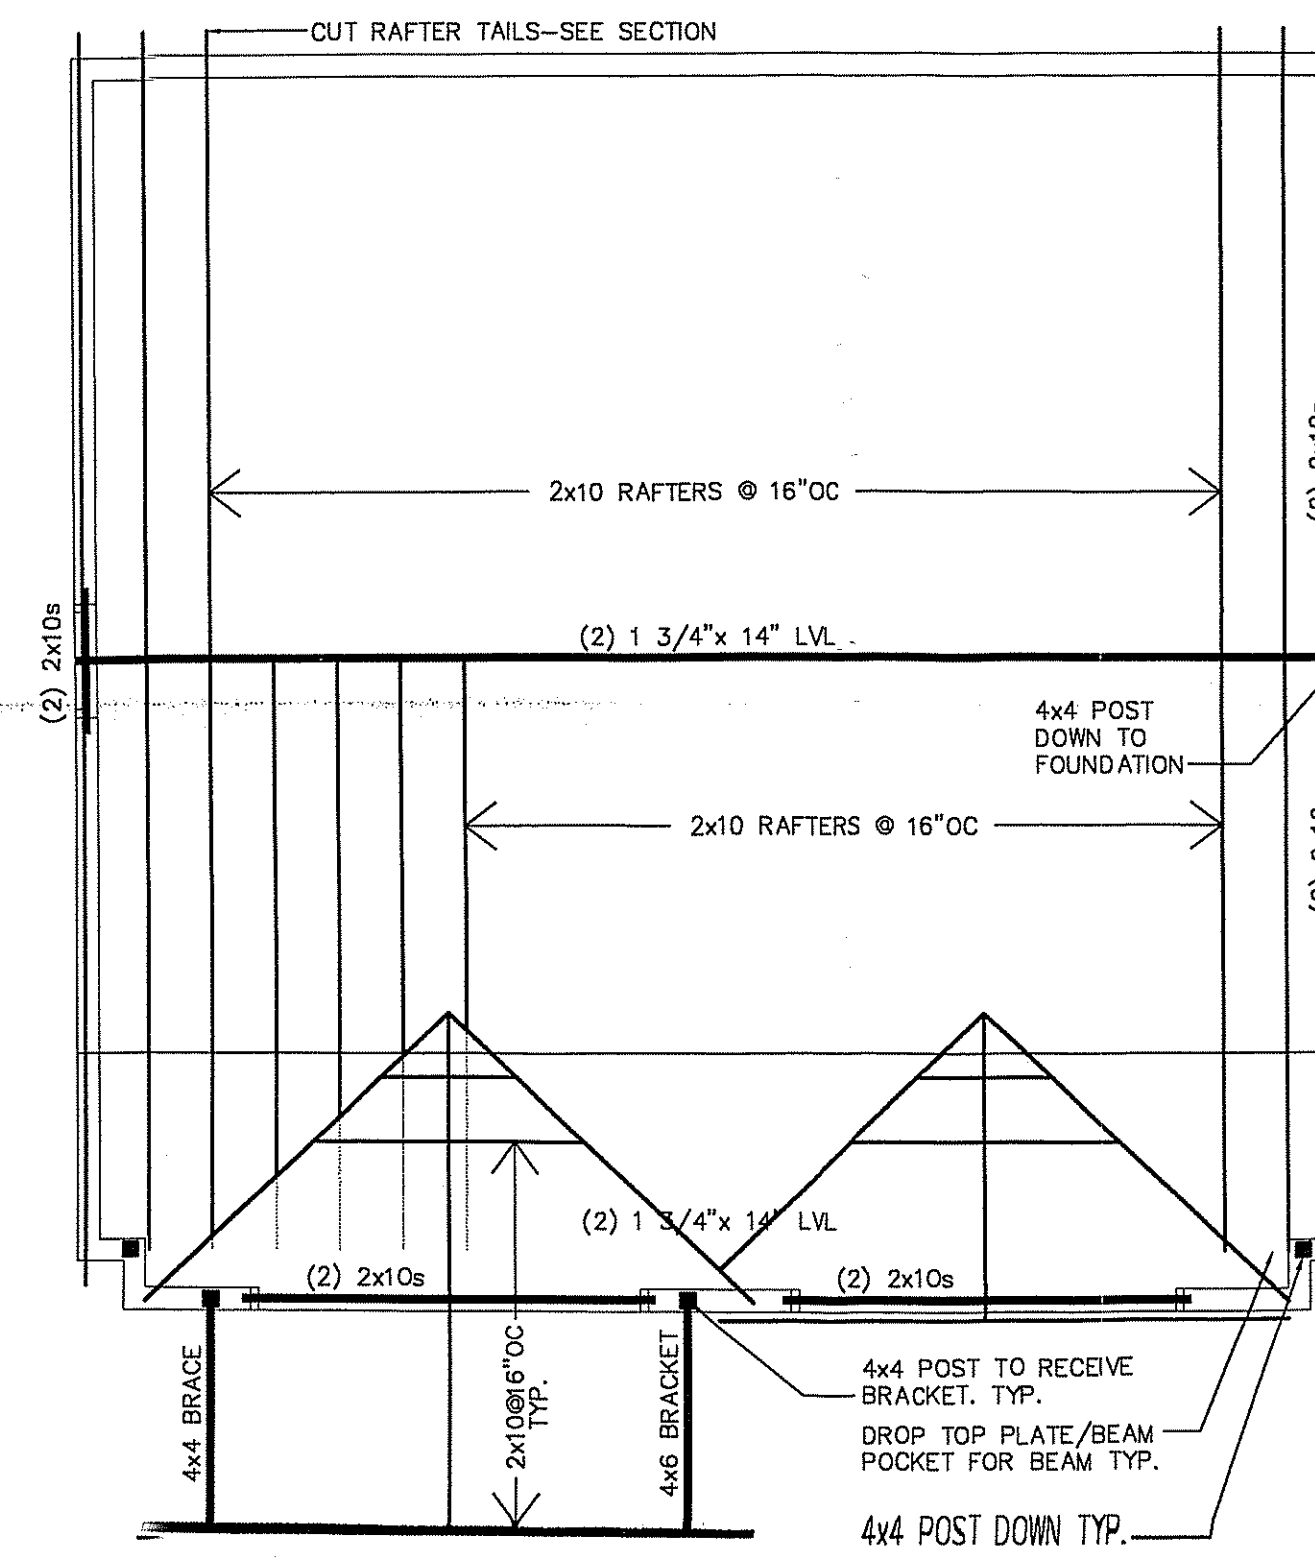 CUT RAFTER TAILS-SEE SECTION
2x10 RAFTERS @ 16"OC
(2) 2x10s
(2) 1 3/4"x 14" LVL
4x4 POST
DOWN TO
FOUNDATION
2x10 RAFTERS @ 16"OC
(2) 1 3/4"x 14" LVL
(2) 2x10s
(2) 2x10s
4x4 BRACE
2x10@16"OC
TYP.
4x6 BRACKET
4x4 POST TO RECEIVE
BRACKET. TYP.
DROP TOP PLATE/BEAM
POCKET FOR BEAM TYP.
4x4 POST DOWN TYP.